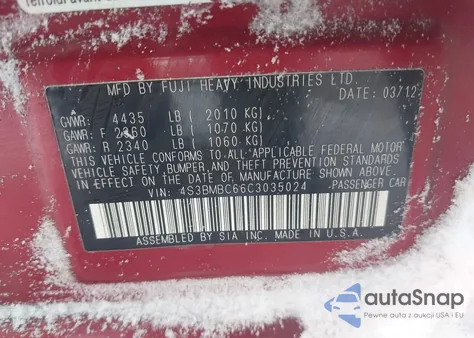 MFD BY FUJI HEAVY INDUSTRIES LTD.
DATE: 03/12
GVWR: 4435 LB ( 2010 KG)
GAWR: F 2360 LB ( 1070 KG)
GAWR: R 2340 LB ( 1060 KG)
THIS VEHICLE CONFORMS TO ALL APPLICABLE FEDERAL MOTOR
VEHICLE SAFETY, BUMPER, AND THEFT PREVENTION STANDARDS
IN EFFECT ON THE DATE OF MANUFACTURE SHOWN ABOVE.
VIN: 4S3BMBC66C3035024 PASSENGER CAR
ASSEMBLED BY SIA INC. MADE IN U.S.A.
autoSnap
Pewne auta z aukcji USA i EU